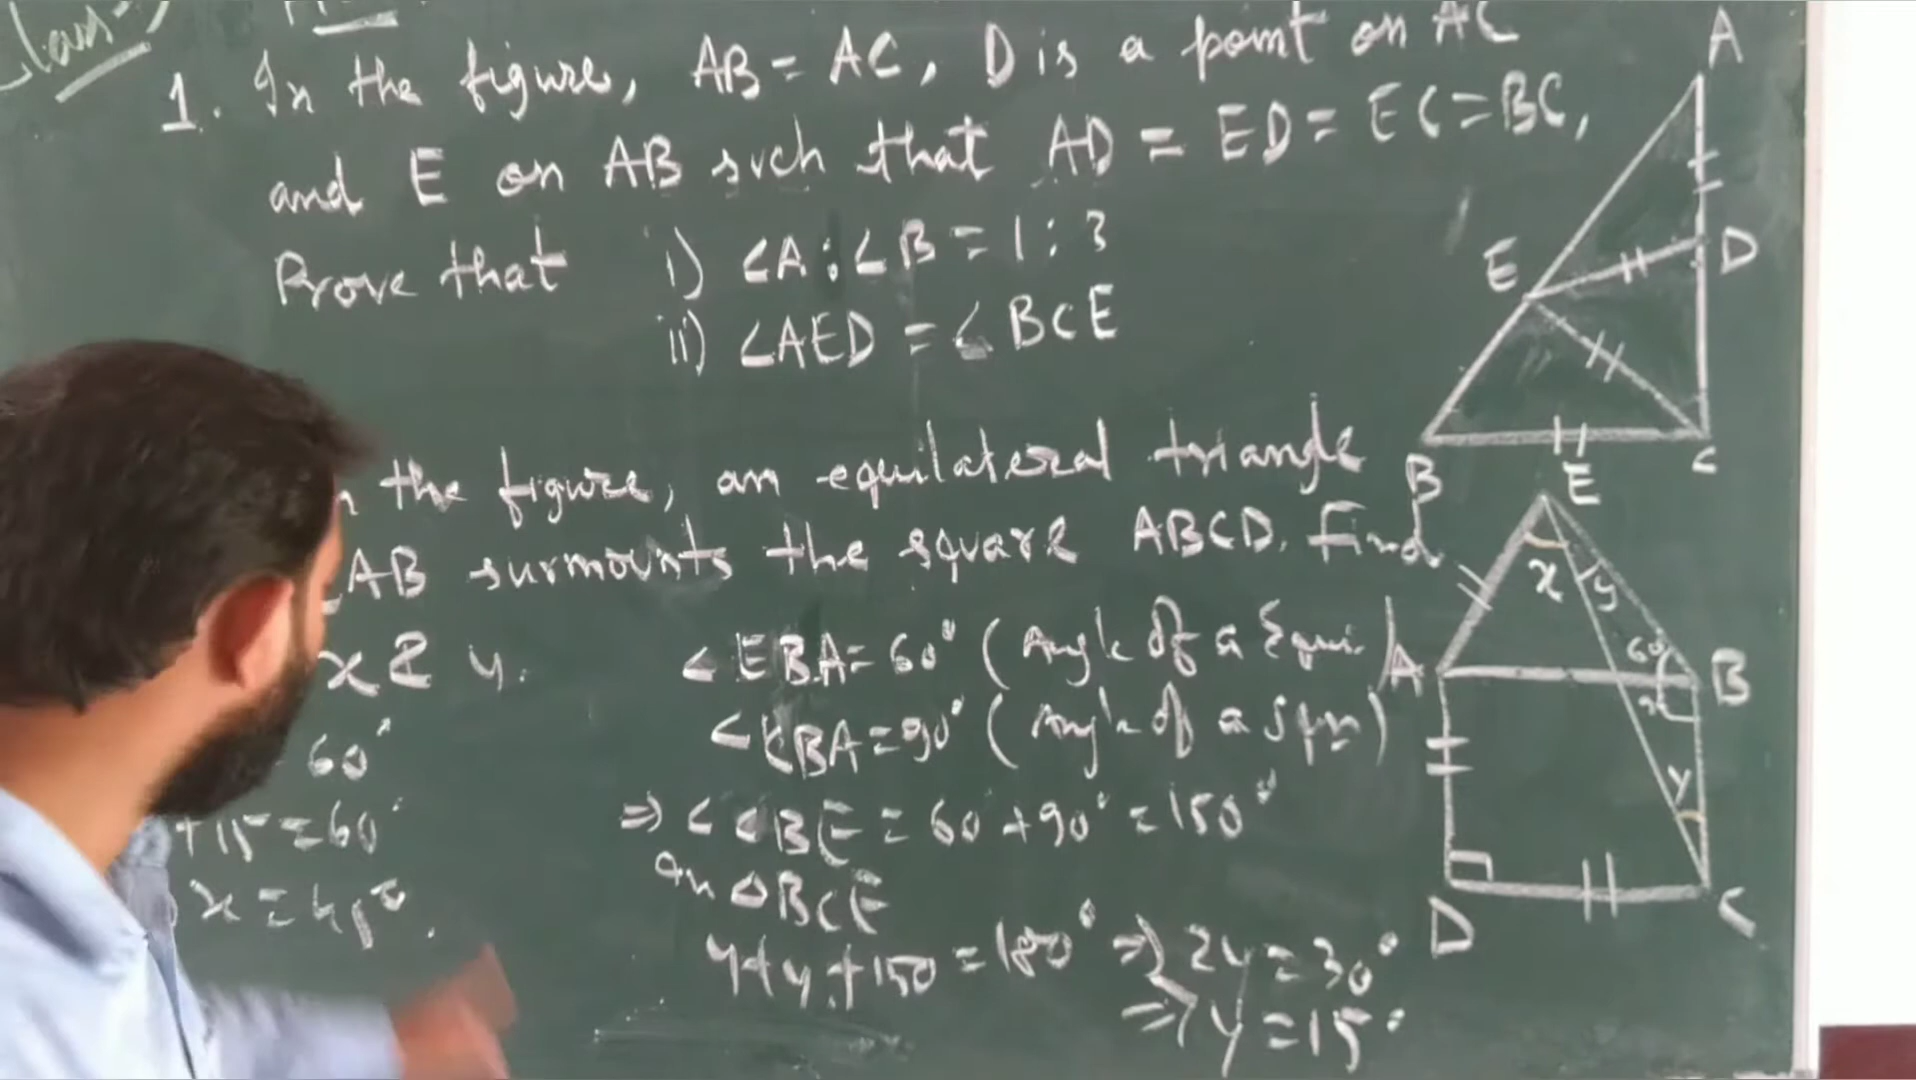 1. In the figure, AB = AC, D is a point on AC
and E on AB such that AD = ED = EC = BC,
Prove that i) ∠A : ∠B = 1 : 3
ii) ∠AED = ∠BCE
A
E
D
B
C
the figure, an equilateral triangle
AB surmounts the square ABCD. Find
x & y.
∠EBA = 60° (Angle of a Equi.)
∠CBA = 90° (Angle of a Sqr)
⇒ ∠CBE = 60 + 90° = 150°
In △BCE
y + y + 150 = 180° ⇒ 2y = 30°
⇒ y = 15°
60°
+ 15 = 60°
x = 45°.
E
x
y
60°
A
B
y
D
C